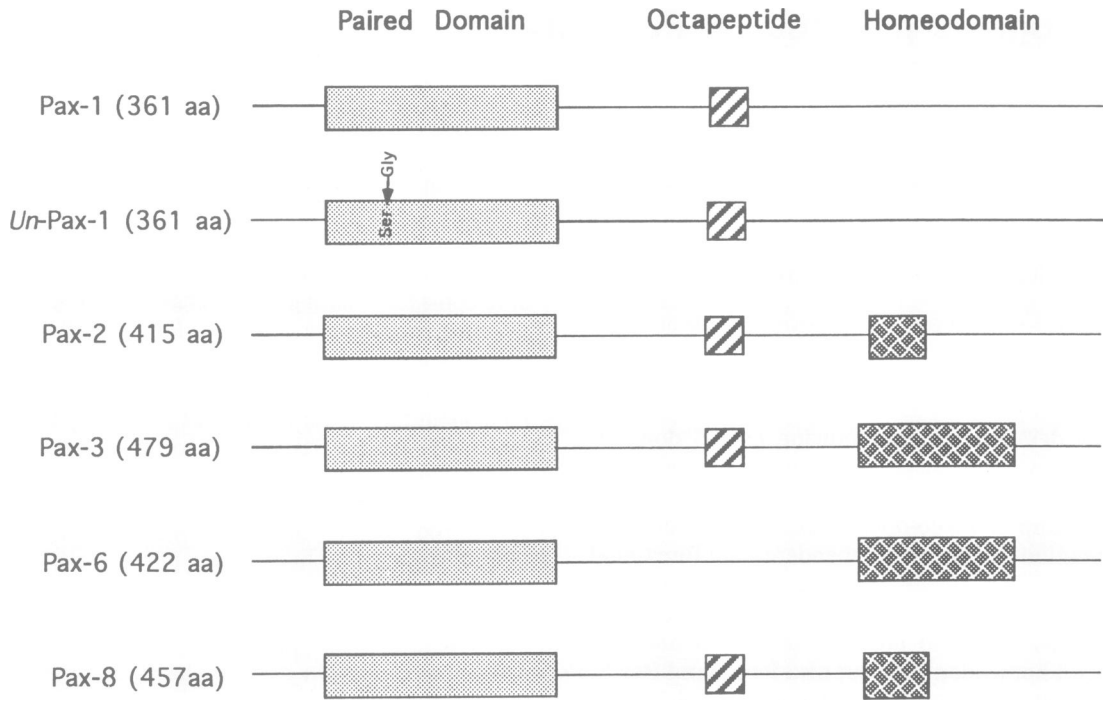 Paired Domain Octapeptide Homeodomain
Pax-1 (361 aa)
Gly
Ser
Un-Pax-1 (361 aa)
Pax-2 (415 aa)
Pax-3 (479 aa)
Pax-6 (422 aa)
Pax-8 (457aa)